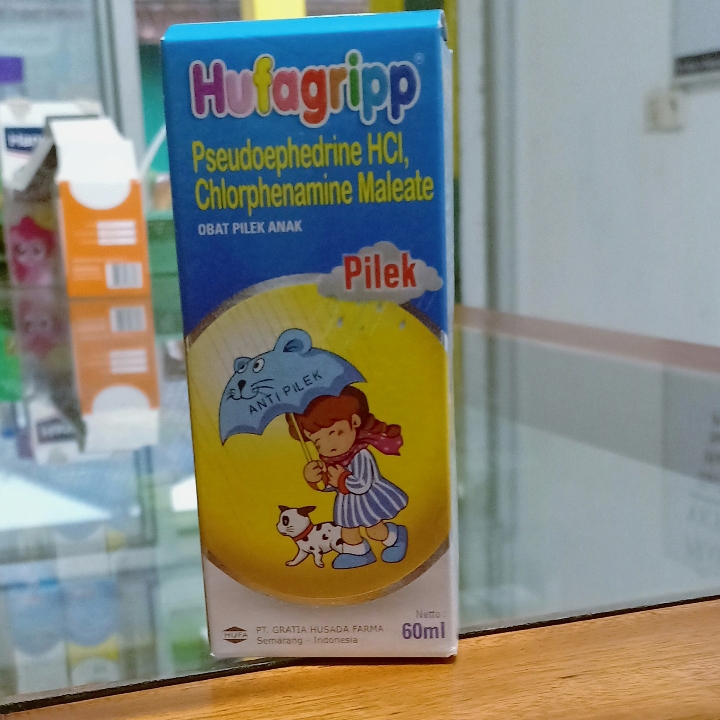 Hufagripp®
Pseudoephedrine HCl,
Chlorphenamine Maleate
OBAT PILEK ANAK
Pilek
ANTI PILEK
HUFA
PT. GRATIA HUSADA FARMA
Semarang - Indonesia
Netto :
60ml